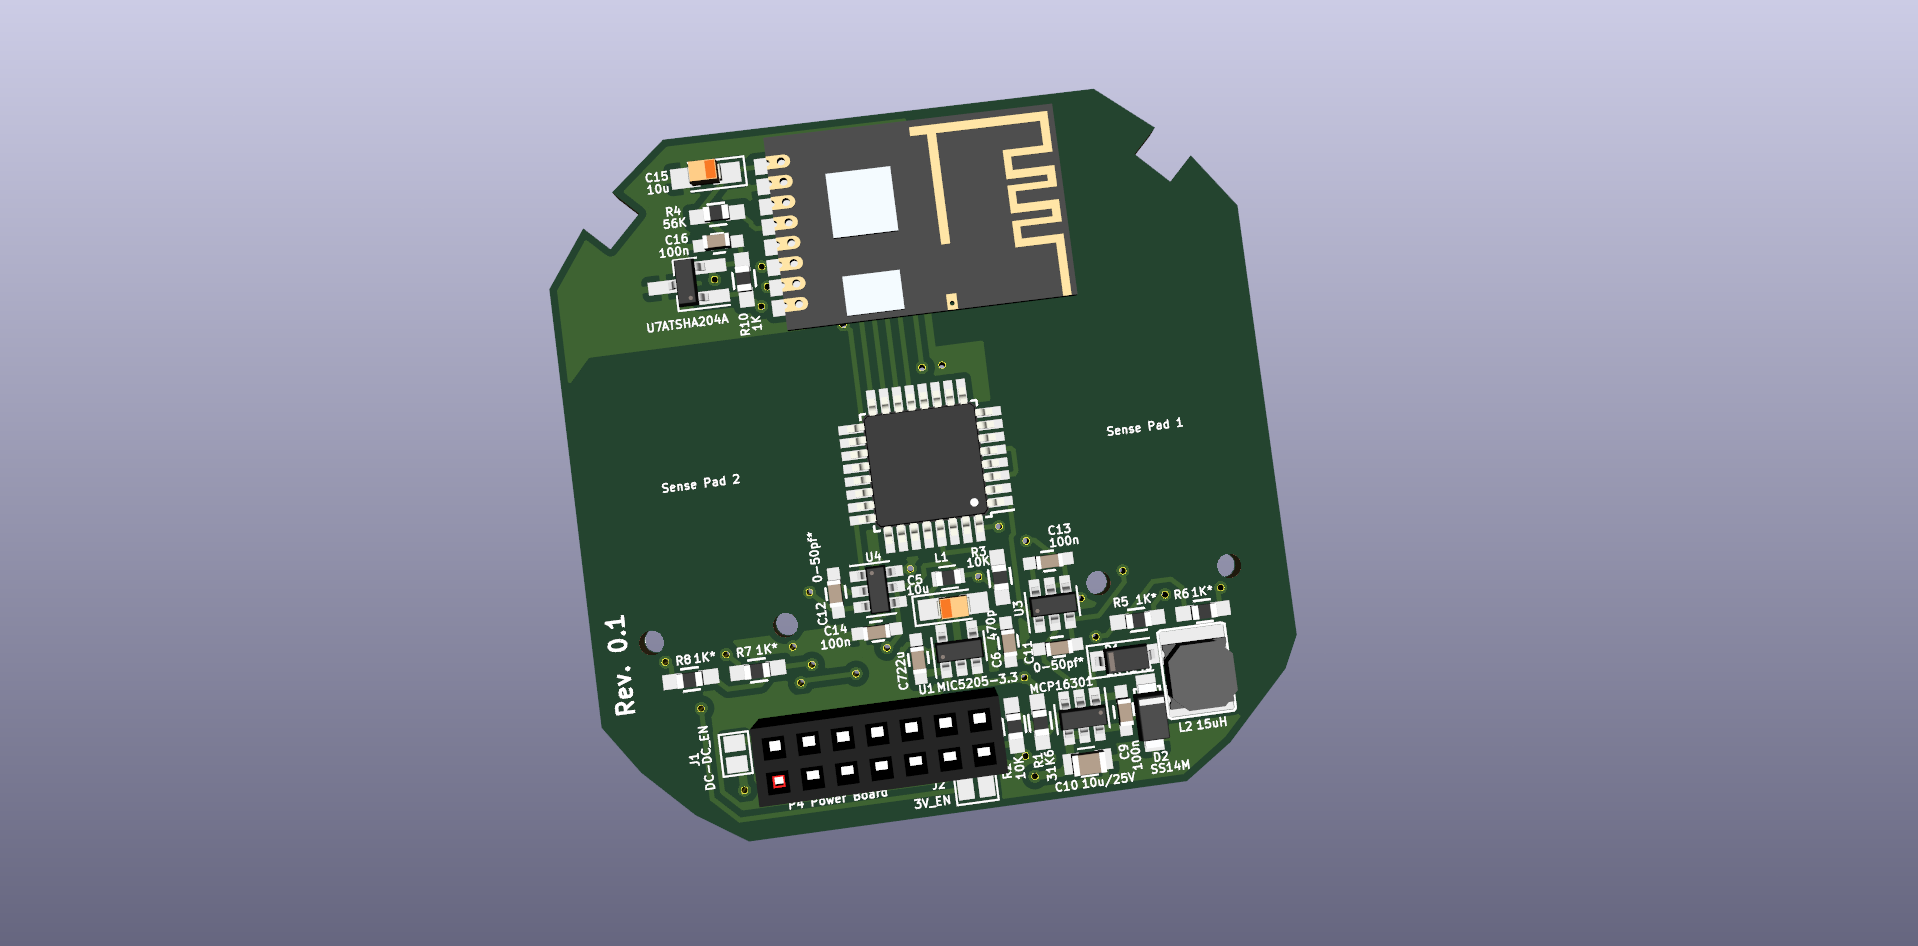 C15
10u
R4
56K
C16
100n
U7ATSHA204A
R10
1K
Sense Pad 1
Sense Pad 2
C13
100n
R3
10K
L1
U4
0-50pf*
C12
C5
10u
U3
470p
C6
C14
100n
C11
0-50pf*
R5 1K*
R6 1K*
R8 1K*
R7 1K*
C7 22u
U1 MIC5205-3.3
MCP16301
Rev. 0.1
L2 15uH
J1
DC-DC_EN
P4 Power Board
J2
3V_EN
10K
R1
31K6
C9
100n
C10 10u/25V
D2
SS14M